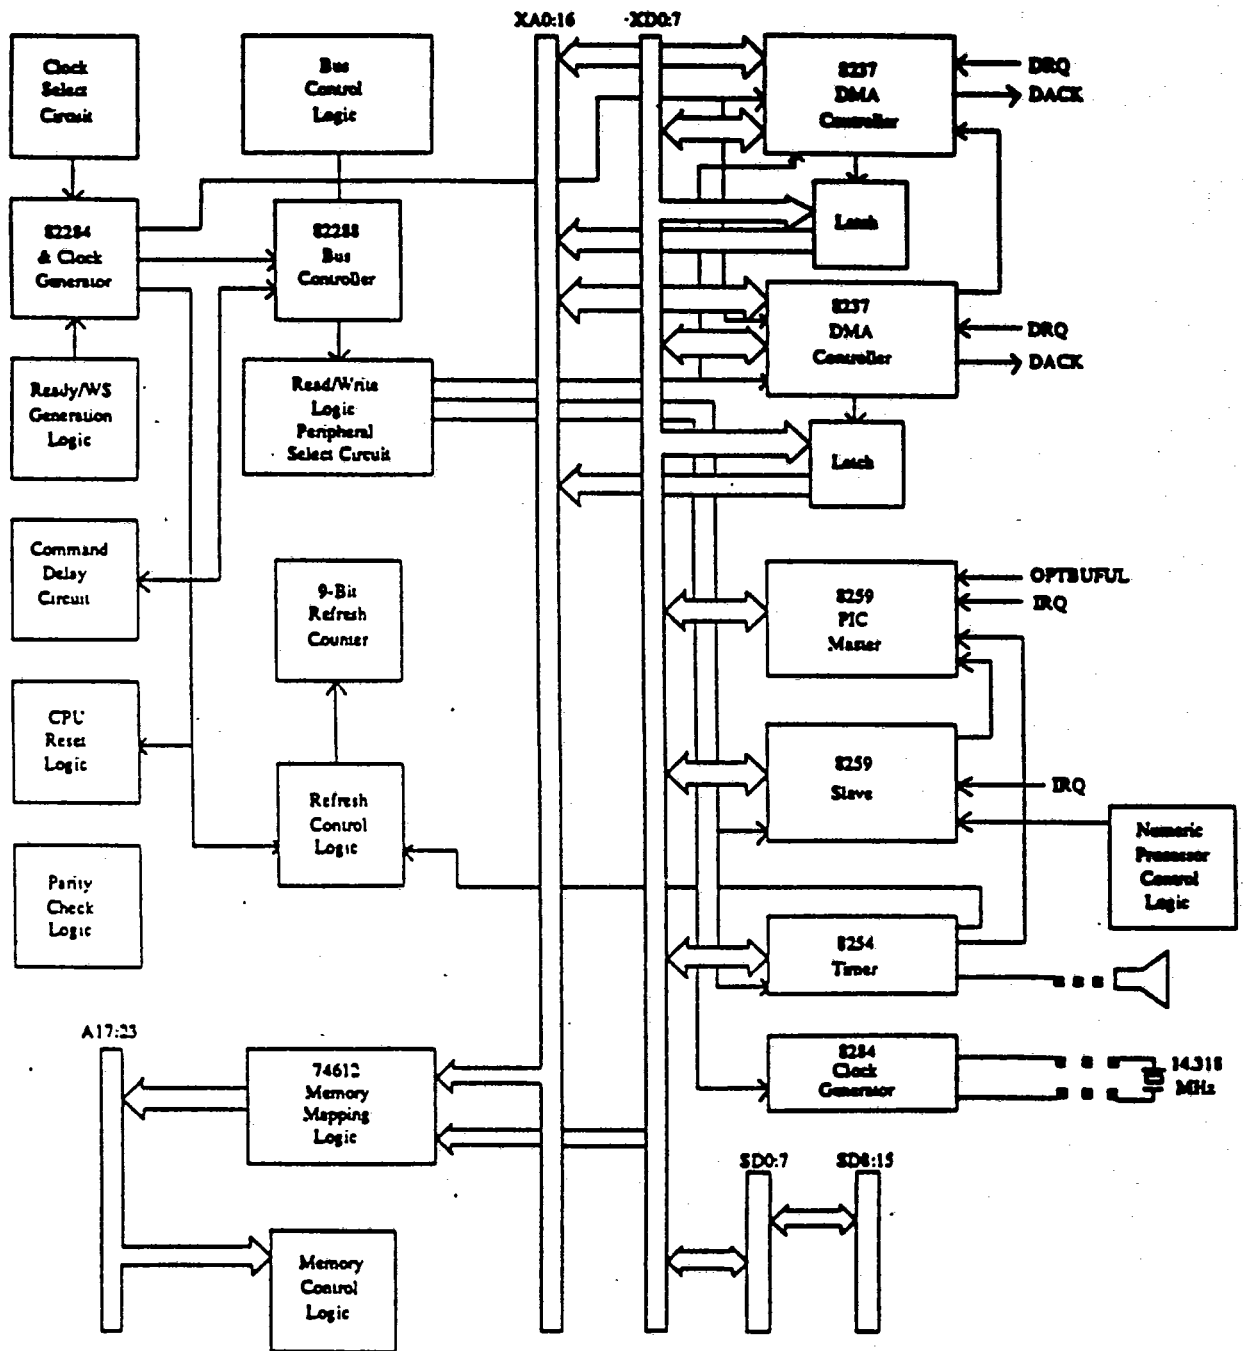 XA0:16
-XD0:7
Clock
Select
Circuit
Bus
Control
Logic
8237
DMA
Controller
DRQ
DACK
82284
& Clock
Generator
82288
Bus
Controller
Latch
8237
DMA
Controller
DRQ
DACK
Ready/WS
Generation
Logic
Read/Write
Logic
Peripheral
Select Circuit
Latch
Command
Delay
Circuit
9-Bit
Refresh
Counter
8259
PIC
Master
OPTBUFUL
IRQ
CPU
Reset
Logic
Refresh
Control
Logic
8259
Slave
IRQ
Numeric
Processor
Control
Logic
Parity
Check
Logic
8254
Timer
A17:23
74612
Memory
Mapping
Logic
8284
Clock
Generator
14.318
MHz
SD0:7
SD8:15
Memory
Control
Logic